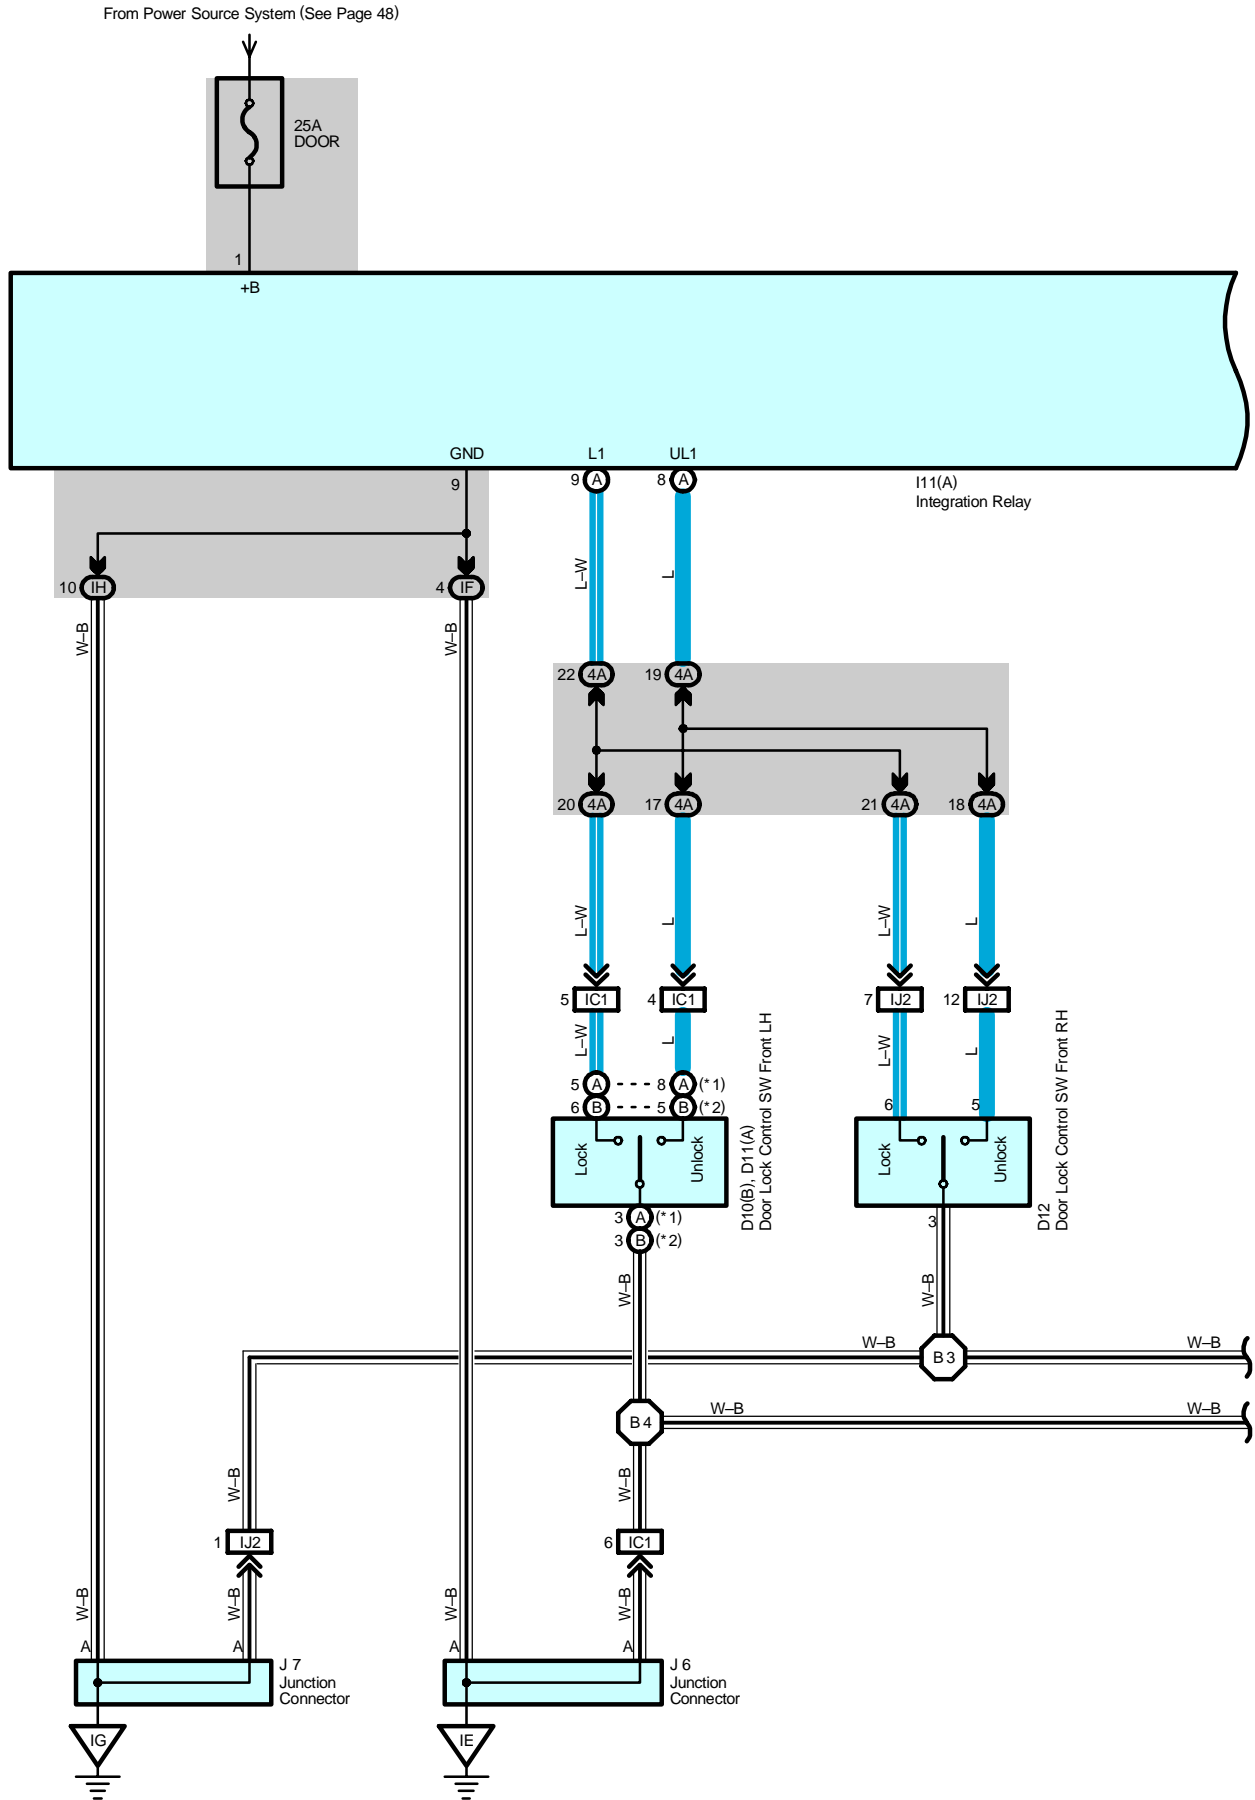 From Power Source System (See Page 48)
25A
DOOR
1
+B
GND
L1
UL1
9
9 A
8 A
I11(A)
Integration Relay
10 IH
4 IF
L–W
L
W–B
W–B
22 4A
19 4A
20 4A
17 4A
21 4A
18 4A
L–W
L
L–W
L
5 IC1
4 IC1
7 IJ2
12 IJ2
L–W
L
L–W
L
5 A
8 A (*1)
6 B
5 B (*2)
6
5
Lock
Unlock
D10(B), D11(A)
Door Lock Control SW Front LH
Lock
Unlock
D12
Door Lock Control SW Front RH
3 A (*1)
3 B (*2)
3
W–B
W–B
W–B
B 3
W–B
B 4
W–B
W–B
W–B
W–B
1 IJ2
6 IC1
W–B
W–B
W–B
W–B
A
A
A
A
J 7
Junction
Connector
J 6
Junction
Connector
IG
IE